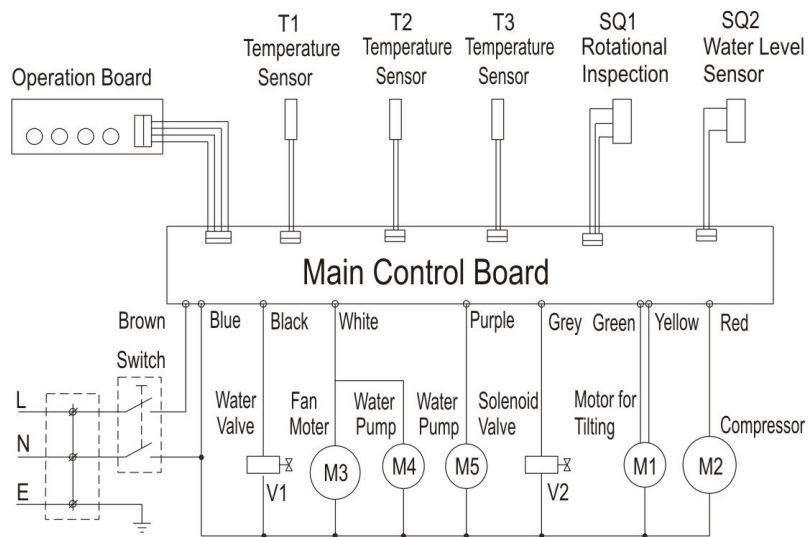 T1
Temperature
Sensor
T2
Temperature
Sensor
T3
Temperature
Sensor
SQ1
Rotational
Inspection
SQ2
Water Level
Sensor
Operation Board
Main Control Board
Brown
Blue
Black
White
Purple
Grey
Green
Yellow
Red
Switch
L
N
E
Water
Valve
V1
Fan
Moter
M3
Water
Pump
M4
Water
Pump
M5
Solenoid
Valve
V2
Motor for
Tilting
M1
Compressor
M2